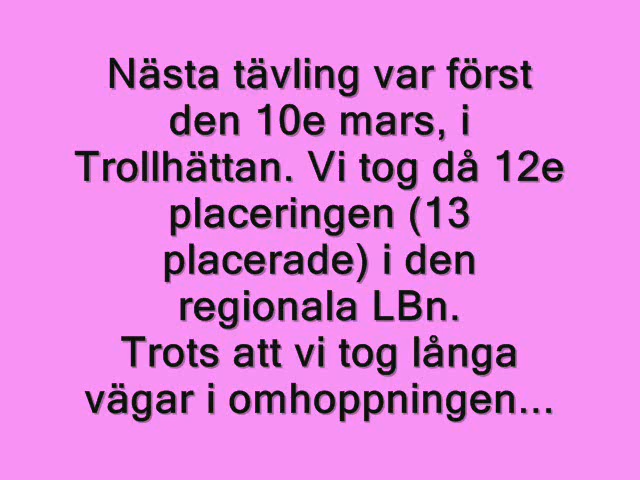 Nästa tävling var först
den 10e mars, i
Trollhättan. Vi tog då 12e
placeringen (13
placerade) i den
regionala LBn.
Trots att vi tog långa
vägar i omhoppningen...